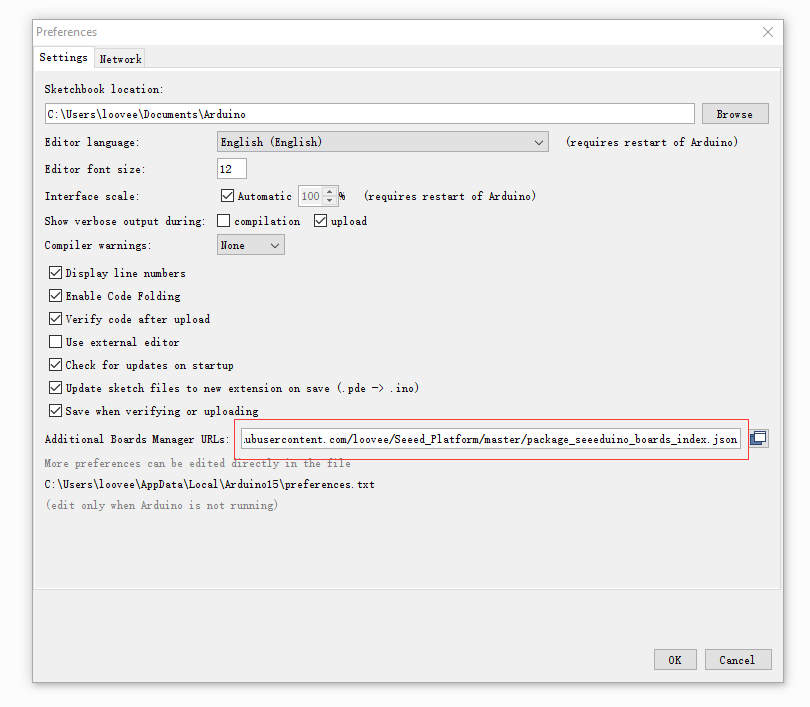 Preferences
Settings Network
Sketchbook location:
C:\Users\loovee\Documents\Arduino Browse
Editor language: English (English) (requires restart of Arduino)
Editor font size: 12
Interface scale: Automatic 100 % (requires restart of Arduino)
Show verbose output during: compilation upload
Compiler warnings: None
Display line numbers
Enable Code Folding
Verify code after upload
Use external editor
Check for updates on startup
Update sketch files to new extension on save (.pde -> .ino)
Save when verifying or uploading
Additional Boards Manager URLs: .ubusercontent.com/loovee/Seeed_Platform/master/package_seeeduino_boards_index.json
More preferences can be edited directly in the file
C:\Users\loovee\AppData\Local\Arduino15\preferences.txt
(edit only when Arduino is not running)
OK Cancel